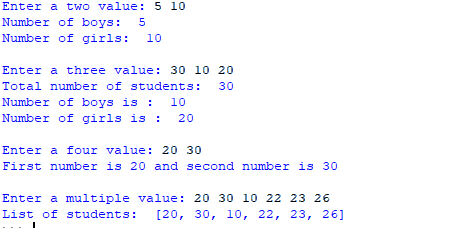 Enter a two value: 5 10
Number of boys:  5
Number of girls:  10
Enter a three value: 30 10 20
Total number of students:  30
Number of boys is :  10
Number of girls is :  20
Enter a four value: 20 30
First number is 20 and second number is 30
Enter a multiple value: 20 30 10 22 23 26
List of students:  [20, 30, 10, 22, 23, 26]